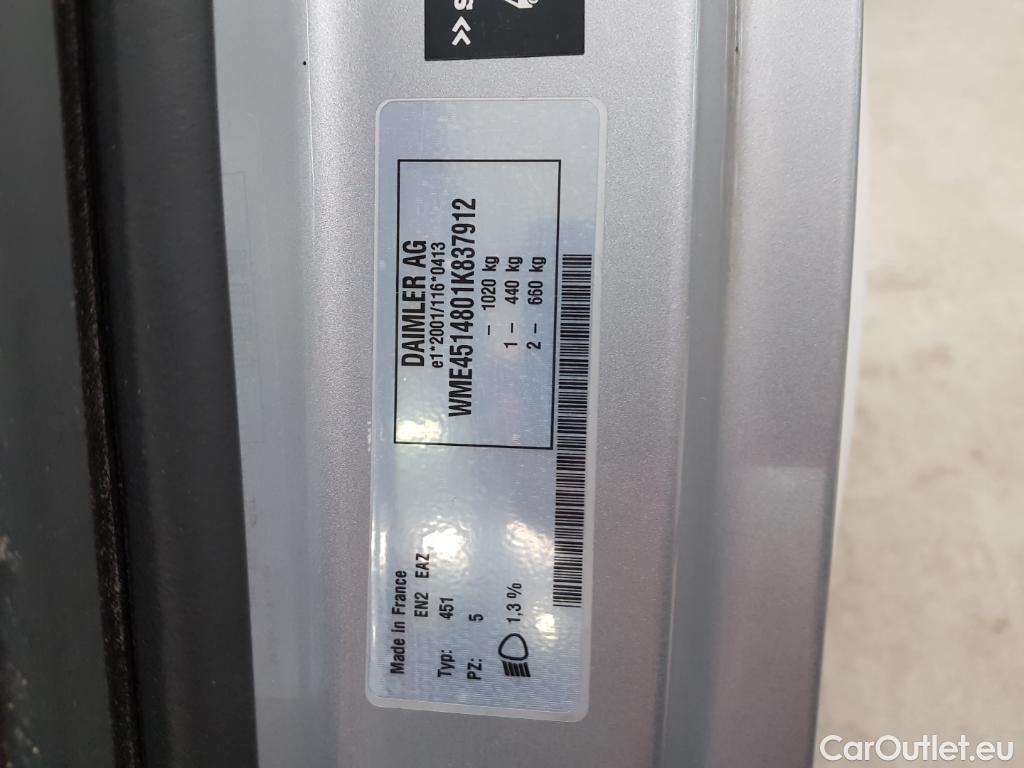 >> S
DAIMLER AG
e1*2001/116*0413
WME4514801K837912
– 1020 kg
1 – 440 kg
2 – 660 kg
Made in France
EN2 EAZ
Typ: 451
PZ: 5
1,3 %
CarOutlet.eu